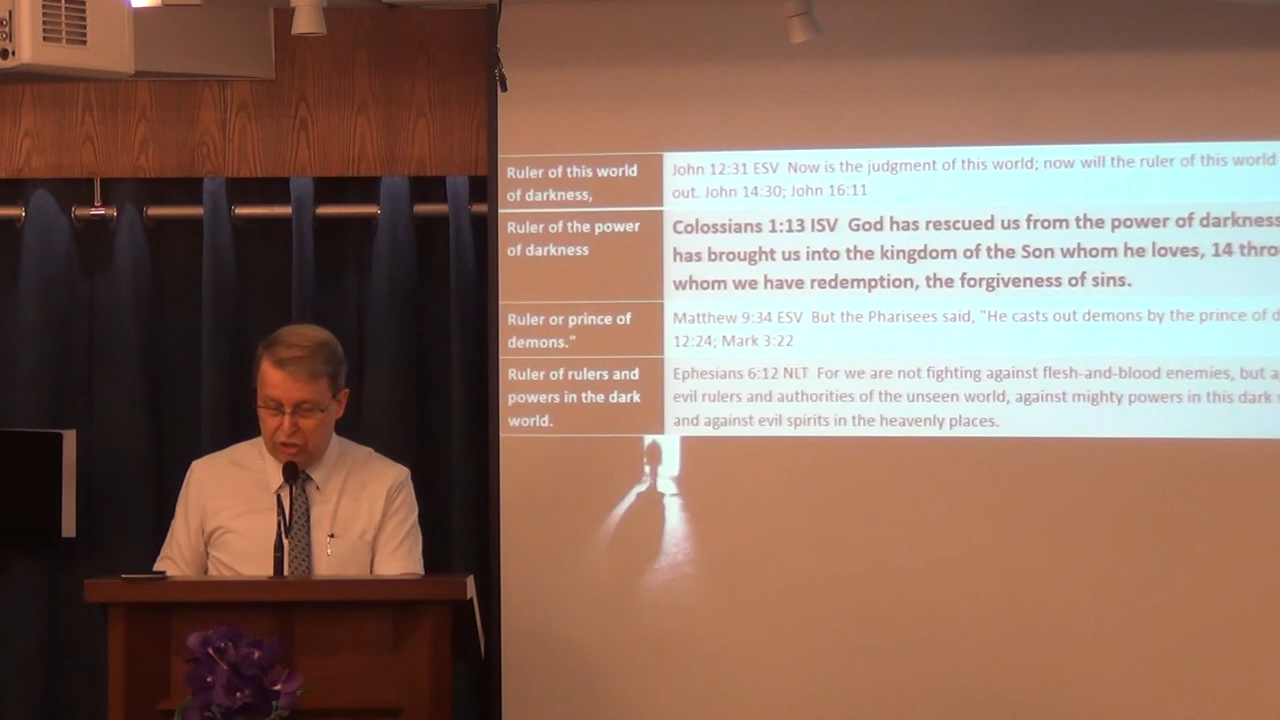 Ruler of this world
of darkness,
John 12:31 ESV Now is the judgment of this world; now will the ruler of this world
out. John 14:30; John 16:11
Ruler of the power
of darkness
Colossians 1:13 ISV God has rescued us from the power of darkness
has brought us into the kingdom of the Son whom he loves, 14 thro
whom we have redemption, the forgiveness of sins.
Ruler or prince of
demons."
Matthew 9:34 ESV But the Pharisees said, "He casts out demons by the prince of d
12:24; Mark 3:22
Ruler of rulers and
powers in the dark
world.
Ephesians 6:12 NLT For we are not fighting against flesh-and-blood enemies, but a
evil rulers and authorities of the unseen world, against mighty powers in this dark
and against evil spirits in the heavenly places.